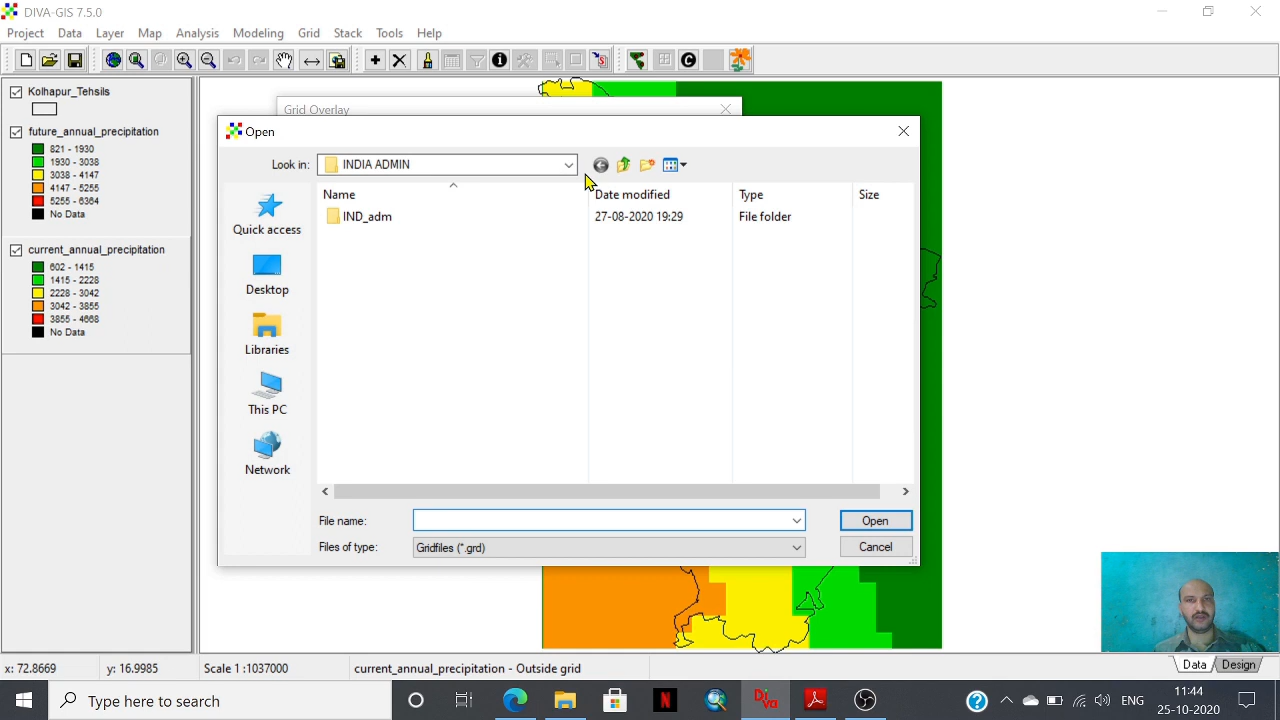 DIVA-GIS 7.5.0
Project Data Layer Map Analysis Modeling Grid Stack Tools Help
Kolhapur_Tehsils
future_annual_precipitation
821 - 1930
1930 - 3038
3038 - 4147
4147 - 5255
5255 - 6364
No Data
current_annual_precipitation
602 - 1415
1415 - 2228
2228 - 3042
3042 - 3855
3855 - 4668
No Data
Grid Overlay
Open
Look in: INDIA ADMIN
Name Date modified Type Size
IND_adm 27-08-2020 19:29 File folder
Quick access
Desktop
Libraries
This PC
Network
File name: Open
Files of type: Gridfiles (*.grd) Cancel
x: 72.8669 y: 16.9985 Scale 1 :1037000 current_annual_precipitation - Outside grid Data Design
Type here to search
ENG
11:44
25-10-2020